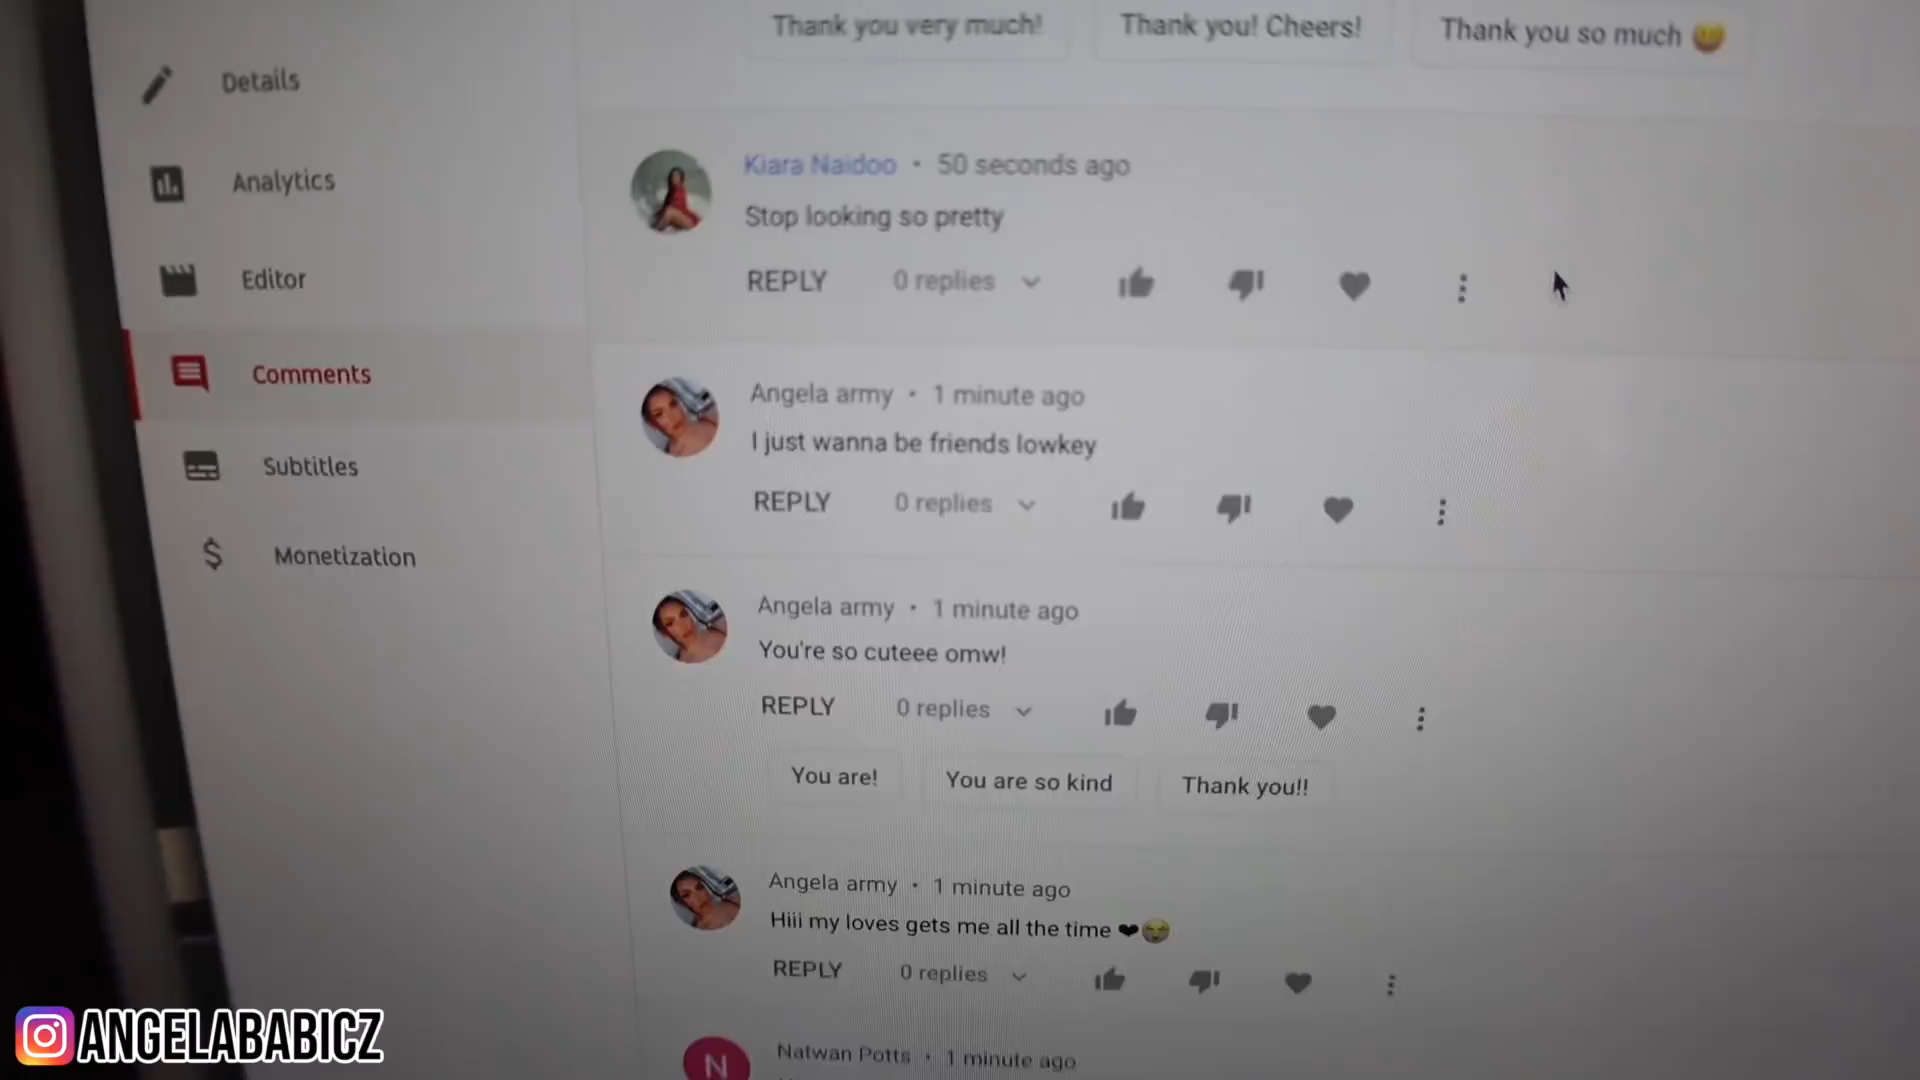 Thank you very much!
Thank you! Cheers!
Thank you so much 😄
Details
Analytics
Editor
Comments
Subtitles
Monetization
Kiara Naidoo • 50 seconds ago
Stop looking so pretty
REPLY 0 replies
Angela army • 1 minute ago
I just wanna be friends lowkey
REPLY 0 replies
Angela army • 1 minute ago
You're so cuteee omw!
REPLY 0 replies
You are!
You are so kind
Thank you!!
Angela army • 1 minute ago
Hiii my loves gets me all the time ❤😭
REPLY 0 replies
N
Natwan Potts • 1 minute ago
ANGELABABICZ